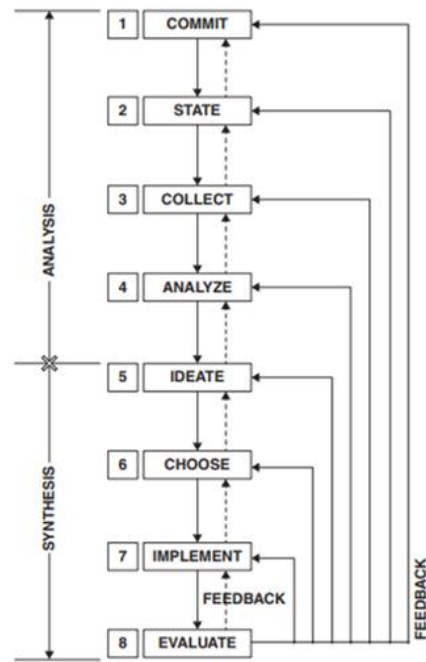 1 COMMIT
2 STATE
3 COLLECT
ANALYSIS
4 ANALYZE
5 IDEATE
6 CHOOSE
SYNTHESIS
7 IMPLEMENT
FEEDBACK
8 EVALUATE
FEEDBACK